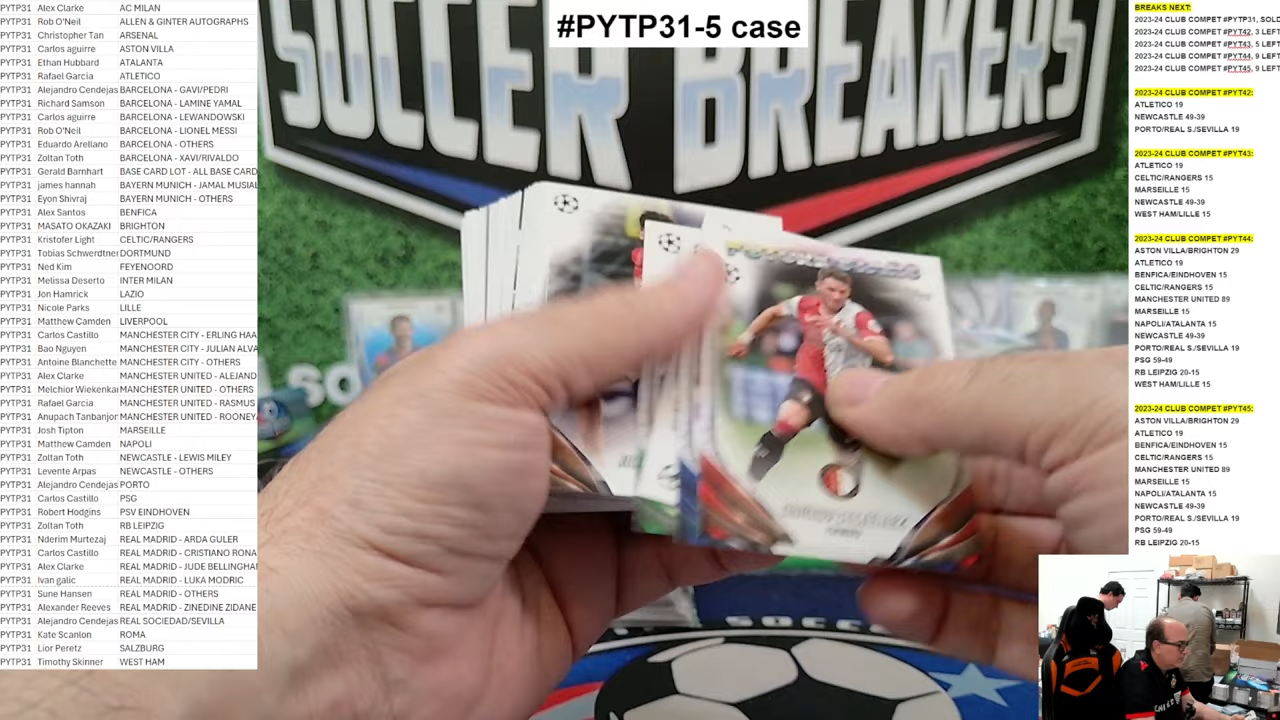 #PYTP31-5 case
SOCCER BREAKERS
PYTP31 Alex Clarke AC MILAN
PYTP31 Rob O'Neil ALLEN & GINTER AUTOGRAPHS
PYTP31 Christopher Tan ARSENAL
PYTP31 Carlos aguirre ASTON VILLA
PYTP31 Ethan Hubbard ATALANTA
PYTP31 Rafael Garcia ATLETICO
PYTP31 Alejandro Cendejas BARCELONA - GAVI/PEDRI
PYTP31 Richard Samson BARCELONA - LAMINE YAMAL
PYTP31 Carlos aguirre BARCELONA - LEWANDOWSKI
PYTP31 Rob O'Neil BARCELONA - LIONEL MESSI
PYTP31 Eduardo Arellano BARCELONA - OTHERS
PYTP31 Zoltan Toth BARCELONA - XAVI/RIVALDO
PYTP31 Gerald Barnhart BASE CARD LOT - ALL BASE CARD
PYTP31 james hannah BAYERN MUNICH - JAMAL MUSIAL
PYTP31 Eyon Shivraj BAYERN MUNICH - OTHERS
PYTP31 Alex Santos BENFICA
PYTP31 MASATO OKAZAKI BRIGHTON
PYTP31 Kristofer Light CELTIC/RANGERS
PYTP31 Tobias Schwerdtner DORTMUND
PYTP31 Ned Kim FEYENOORD
PYTP31 Melissa Deserto INTER MILAN
PYTP31 Jon Hamrick LAZIO
PYTP31 Nicole Parks LILLE
PYTP31 Matthew Camden LIVERPOOL
PYTP31 Carlos Castillo MANCHESTER CITY - ERLING HAA
PYTP31 Bao Nguyen MANCHESTER CITY - JULIAN ALVA
PYTP31 Antoine Blanchette MANCHESTER CITY - OTHERS
PYTP31 Alex Clarke MANCHESTER UNITED - ALEJAND
PYTP31 Melchior Wiekenkar MANCHESTER UNITED - OTHERS
PYTP31 Rafael Garcia MANCHESTER UNITED - RASMUS
PYTP31 Anupach Tanbanjor MANCHESTER UNITED - ROONEY
PYTP31 Josh Tipton MARSEILLE
PYTP31 Matthew Camden NAPOLI
PYTP31 Zoltan Toth NEWCASTLE - LEWIS MILEY
PYTP31 Levente Arpas NEWCASTLE - OTHERS
PYTP31 Alejandro Cendejas PORTO
PYTP31 Carlos Castillo PSG
PYTP31 Robert Hodgins PSV EINDHOVEN
PYTP31 Zoltan Toth RB LEIPZIG
PYTP31 Nderim Murtezaj REAL MADRID - ARDA GULER
PYTP31 Carlos Castillo REAL MADRID - CRISTIANO RONA
PYTP31 Alex Clarke REAL MADRID - JUDE BELLINGHA
PYTP31 Ivan galic REAL MADRID - LUKA MODRIC
PYTP31 Sune Hansen REAL MADRID - OTHERS
PYTP31 Alexander Reeves REAL MADRID - ZINEDINE ZIDANE
PYTP31 Alejandro Cendejas REAL SOCIEDAD/SEVILLA
PYTP31 Kate Scanlon ROMA
PYTP31 Lior Peretz SALZBURG
PYTP31 Timothy Skinner WEST HAM
BREAKS NEXT:
2023-24 CLUB COMPET #PYTP31, SOLD
2023-24 CLUB COMPET #PYT42, 3 LEFT
2023-24 CLUB COMPET #PYT43, 5 LEFT
2023-24 CLUB COMPET #PYT44, 9 LEFT
2023-24 CLUB COMPET #PYT45, 9 LEFT
2023-24 CLUB COMPET #PYT42:
ATLETICO 19
NEWCASTLE 49-39
PORTO/REAL S./SEVILLA 19
2023-24 CLUB COMPET #PYT43:
ATLETICO 19
CELTIC/RANGERS 15
MARSEILLE 15
NEWCASTLE 49-39
WEST HAM/LILLE 15
2023-24 CLUB COMPET #PYT44:
ASTON VILLA/BRIGHTON 29
ATLETICO 19
BENFICA/EINDHOVEN 15
CELTIC/RANGERS 15
MANCHESTER UNITED 89
MARSEILLE 15
NAPOLI/ATALANTA 15
NEWCASTLE 49-39
PORTO/REAL S./SEVILLA 19
PSG 59-49
RB LEIPZIG 20-15
WEST HAM/LILLE 15
2023-24 CLUB COMPET #PYT45:
ASTON VILLA/BRIGHTON 29
ATLETICO 19
BENFICA/EINDHOVEN 15
CELTIC/RANGERS 15
MANCHESTER UNITED 89
MARSEILLE 15
NAPOLI/ATALANTA 15
NEWCASTLE 49-39
PORTO/REAL S./SEVILLA 19
PSG 59-49
RB LEIPZIG 20-15